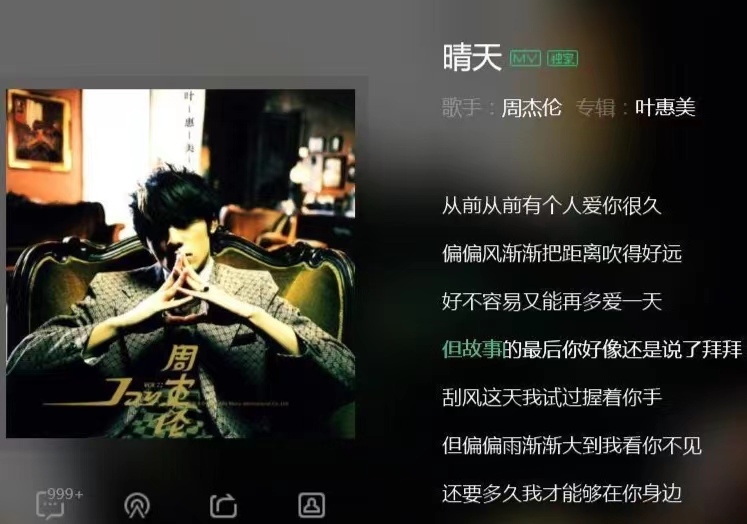 晴天 MV 独家
歌手：周杰伦 专辑：叶惠美
叶惠美
周杰伦
Jay
从前从前有个人爱你很久
偏偏风渐渐把距离吹得好远
好不容易又能再多爱一天
但故事的最后你好像还是说了拜拜
刮风这天我试过握着你手
但偏偏雨渐渐大到我看你不见
还要多久我才能够在你身边
999+